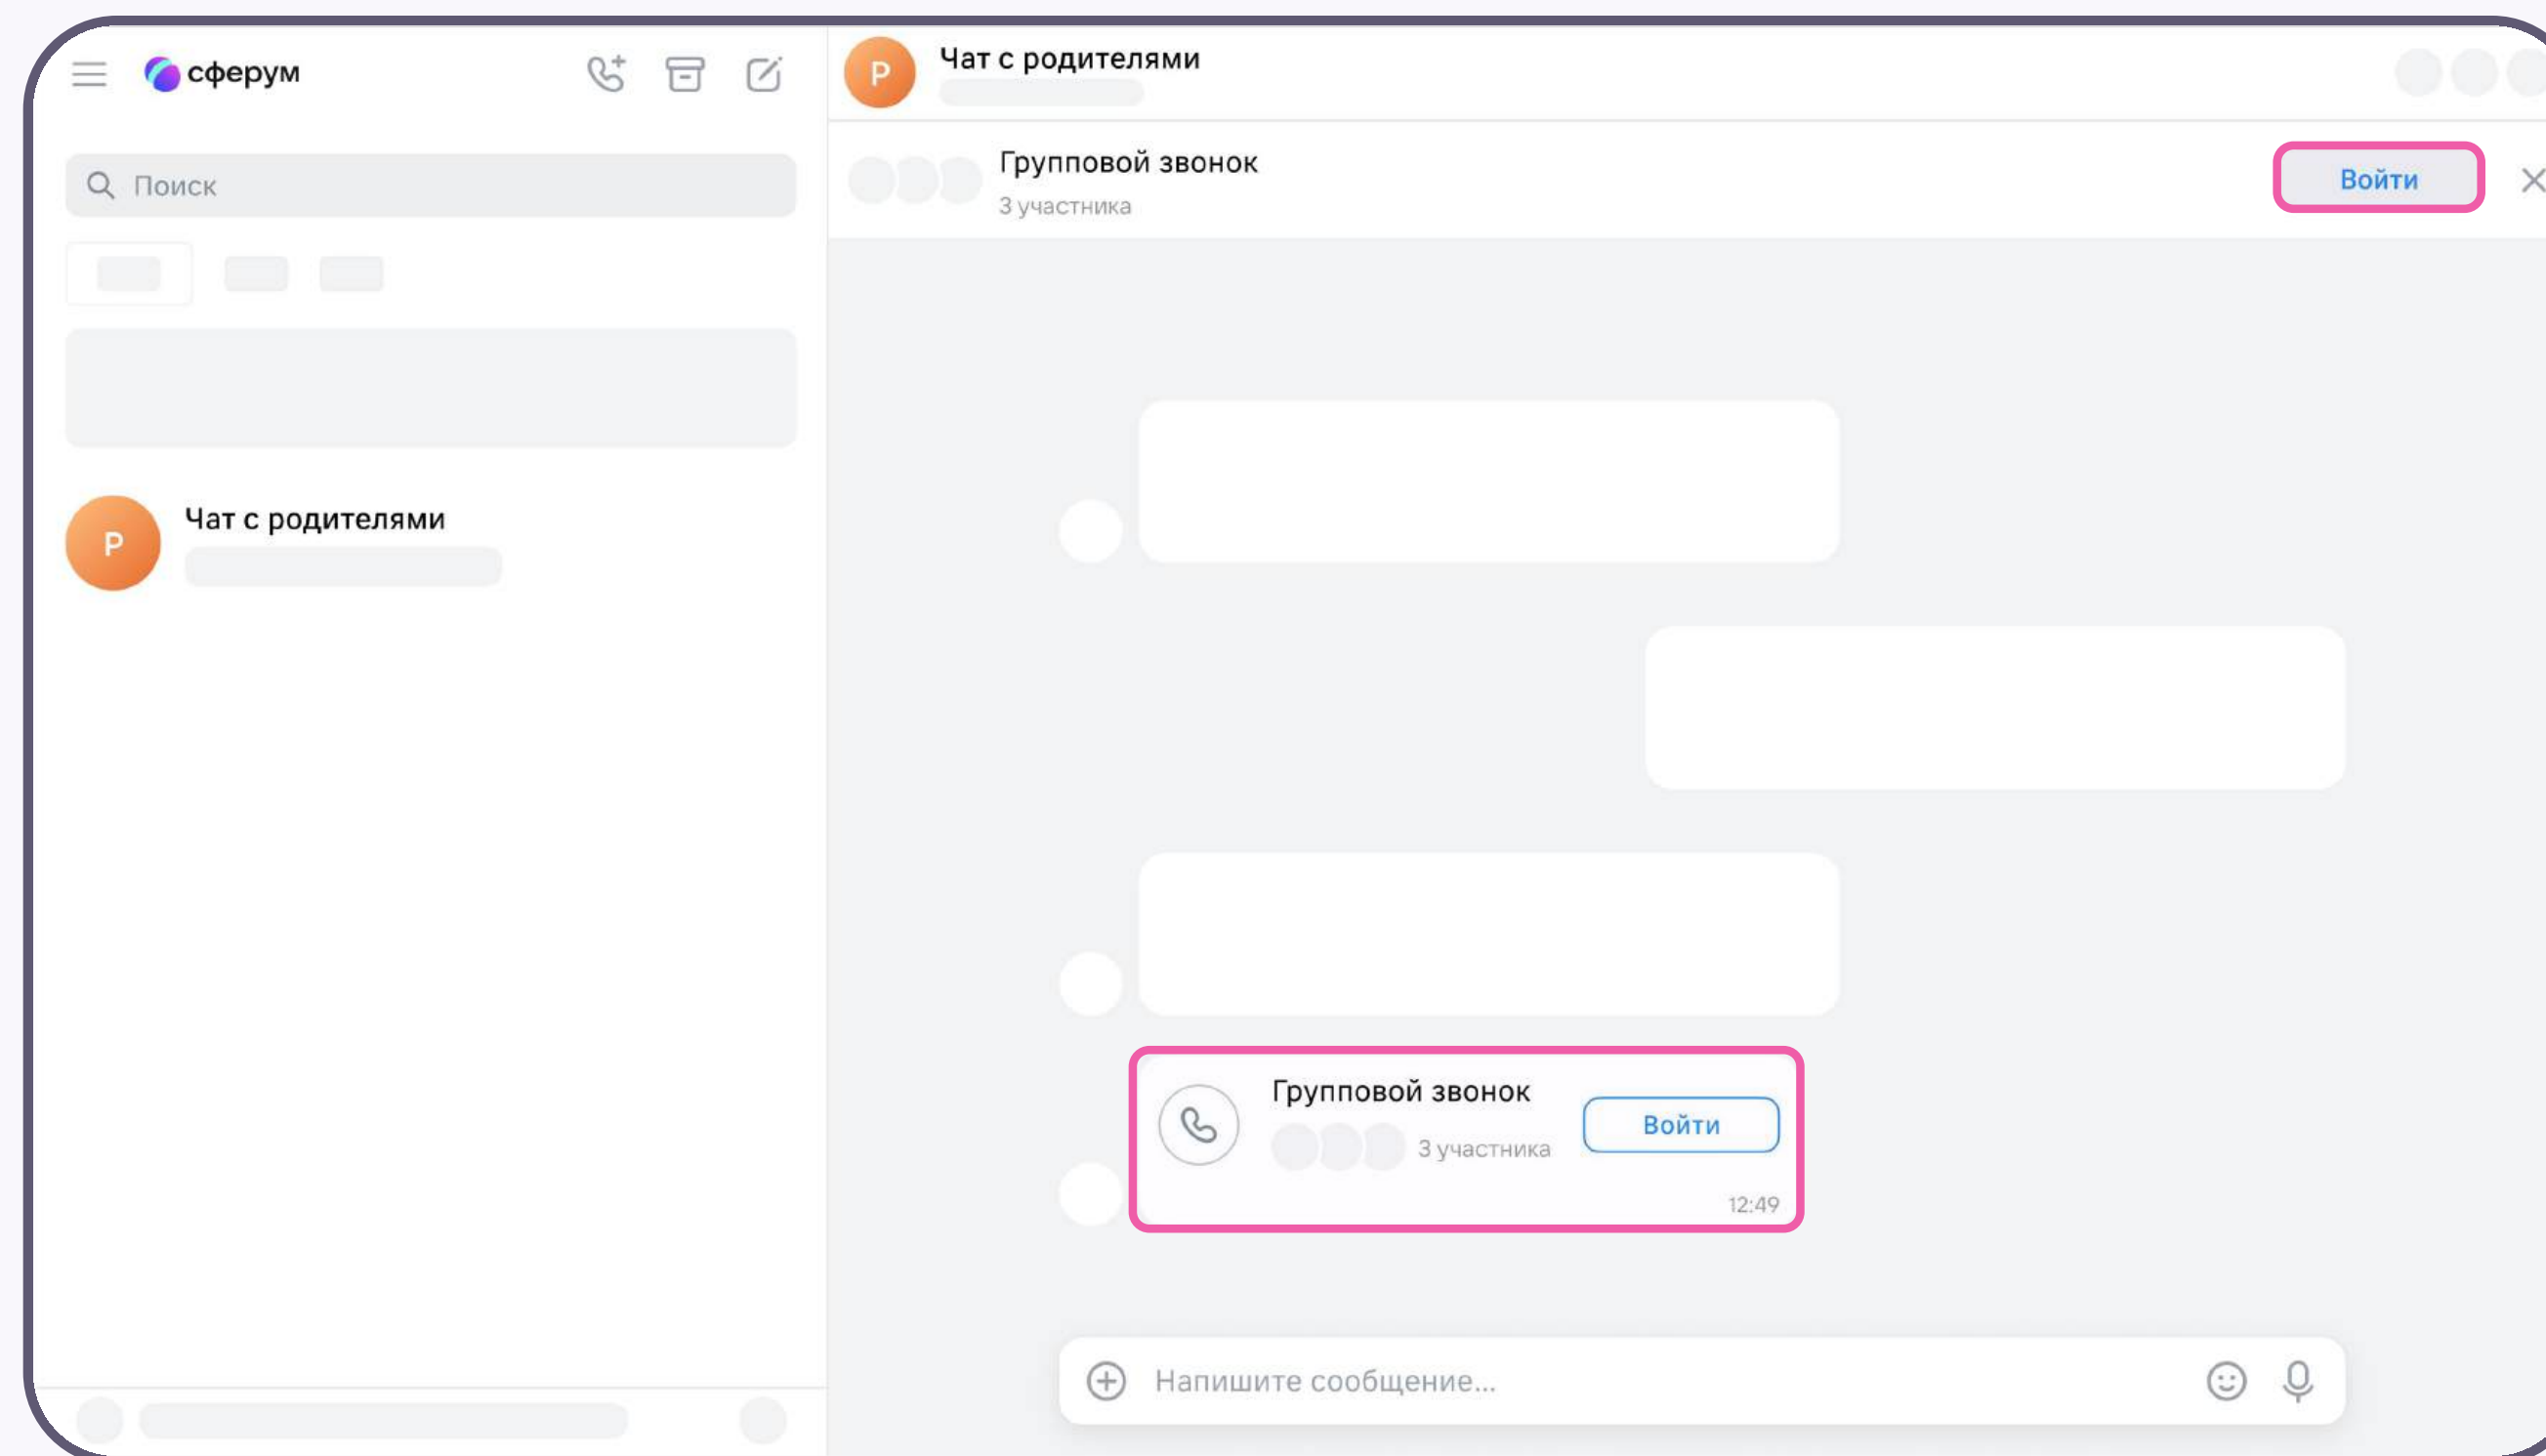 сферум
Поиск
Р
Чат с родителями
Р
Чат с родителями
Групповой звонок
3 участника
Войти
Групповой звонок
3 участника
Войти
12:49
Напишите сообщение...